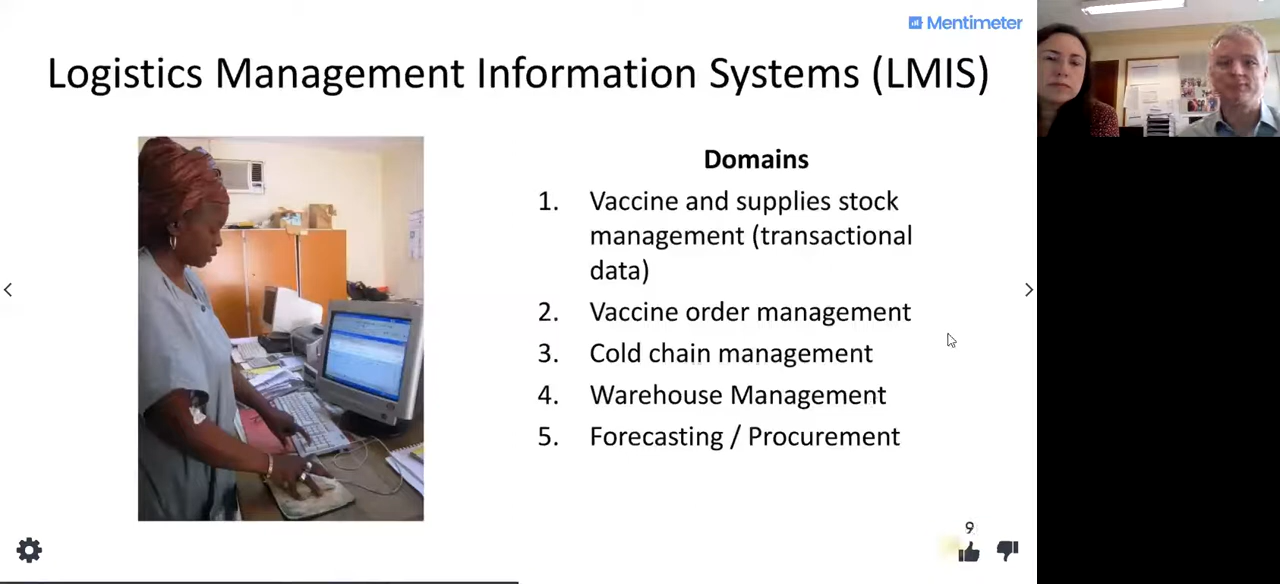 Mentimeter
Logistics Management Information Systems (LMIS)
Domains
1. Vaccine and supplies stock
management (transactional
data)
2. Vaccine order management
3. Cold chain management
4. Warehouse Management
5. Forecasting / Procurement
9